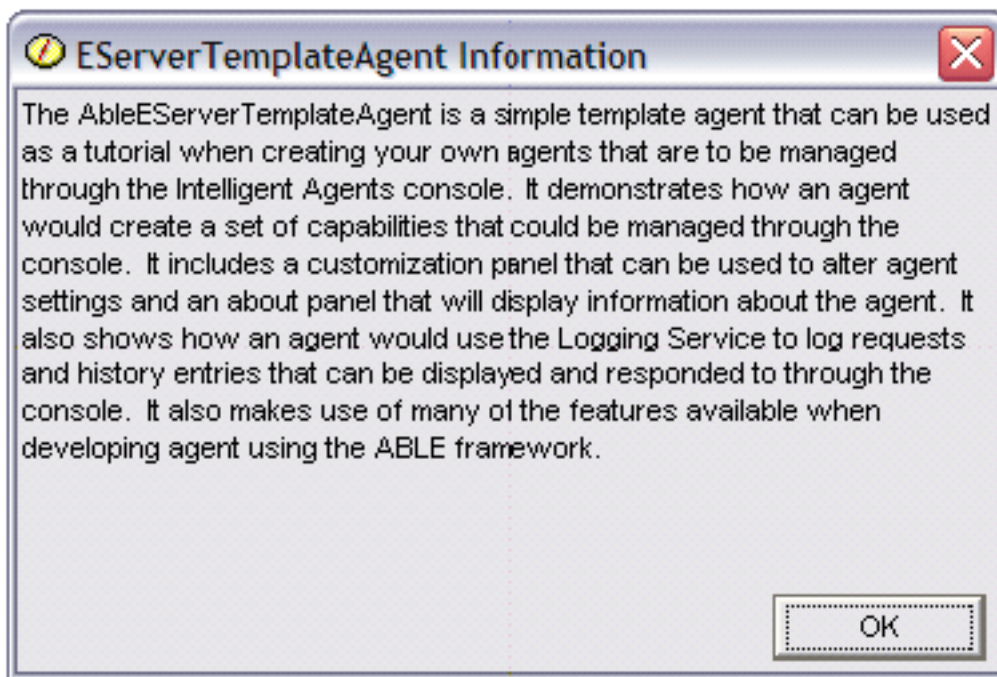 EServerTemplateAgent Information
The AbleEServerTemplateAgent is a simple template agent that can be used
as a tutorial when creating your own agents that are to be managed
through the Intelligent Agents console. It demonstrates how an agent
would create a set of capabilities that could be managed through the
console. It includes a customization panel that can be used to alter agent
settings and an about panel that will display information about the agent. It
also shows how an agent would use the Logging Service to log requests
and history entries that can be displayed and responded to through the
console. It also makes use of many of the features available when
developing agent using the ABLE framework.
OK